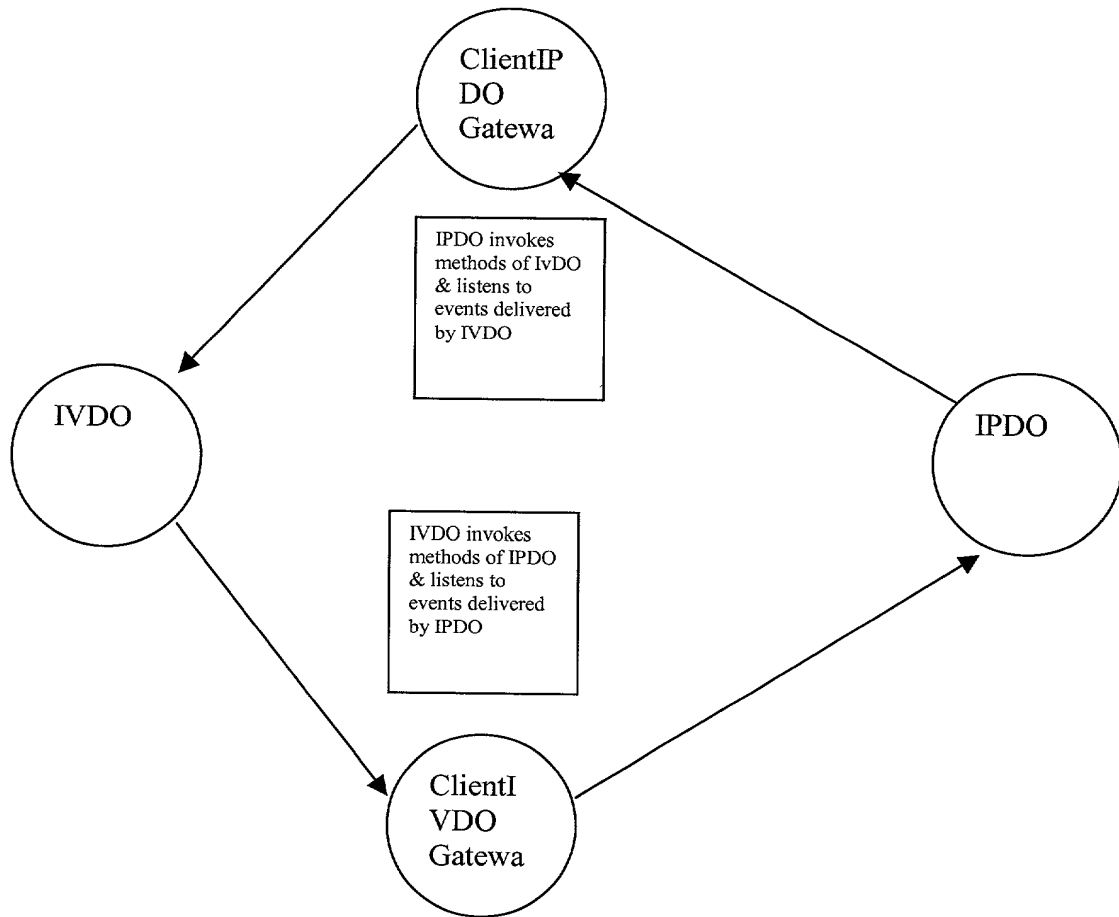 ClientIP
DO
Gatewa
IPDO invokes
methods of IvDO
& listens to
events delivered
by IVDO
IVDO
IPDO
IVDO invokes
methods of IPDO
& listens to
events delivered
by IPDO
ClientI
VDO
Gatewa